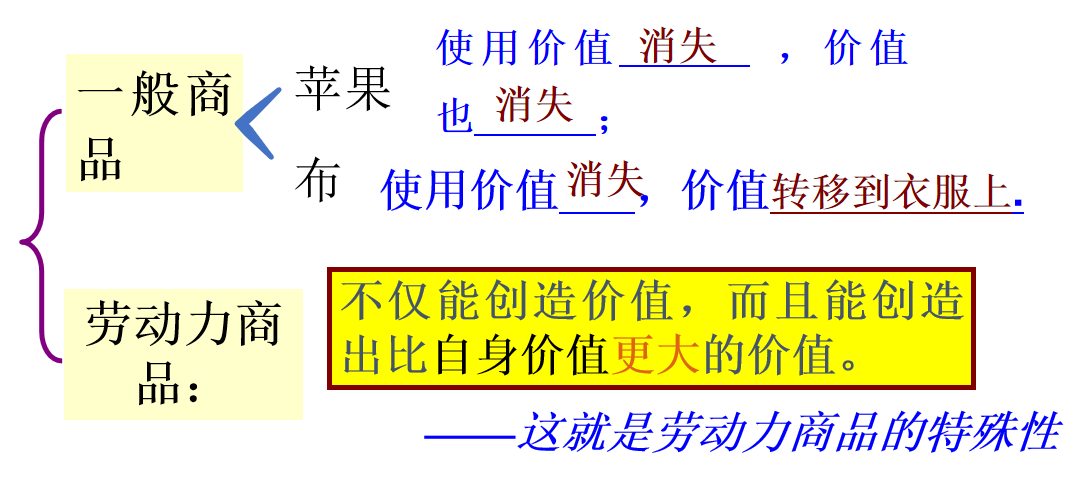 一般商
品
苹果
使用价值 消失 ，价值
也 消失 ；
布
使用价值消失，价值转移到衣服上.
劳动力商
品：
不仅能创造价值，而且能创造
出比自身价值更大的价值。
——这就是劳动力商品的特殊性